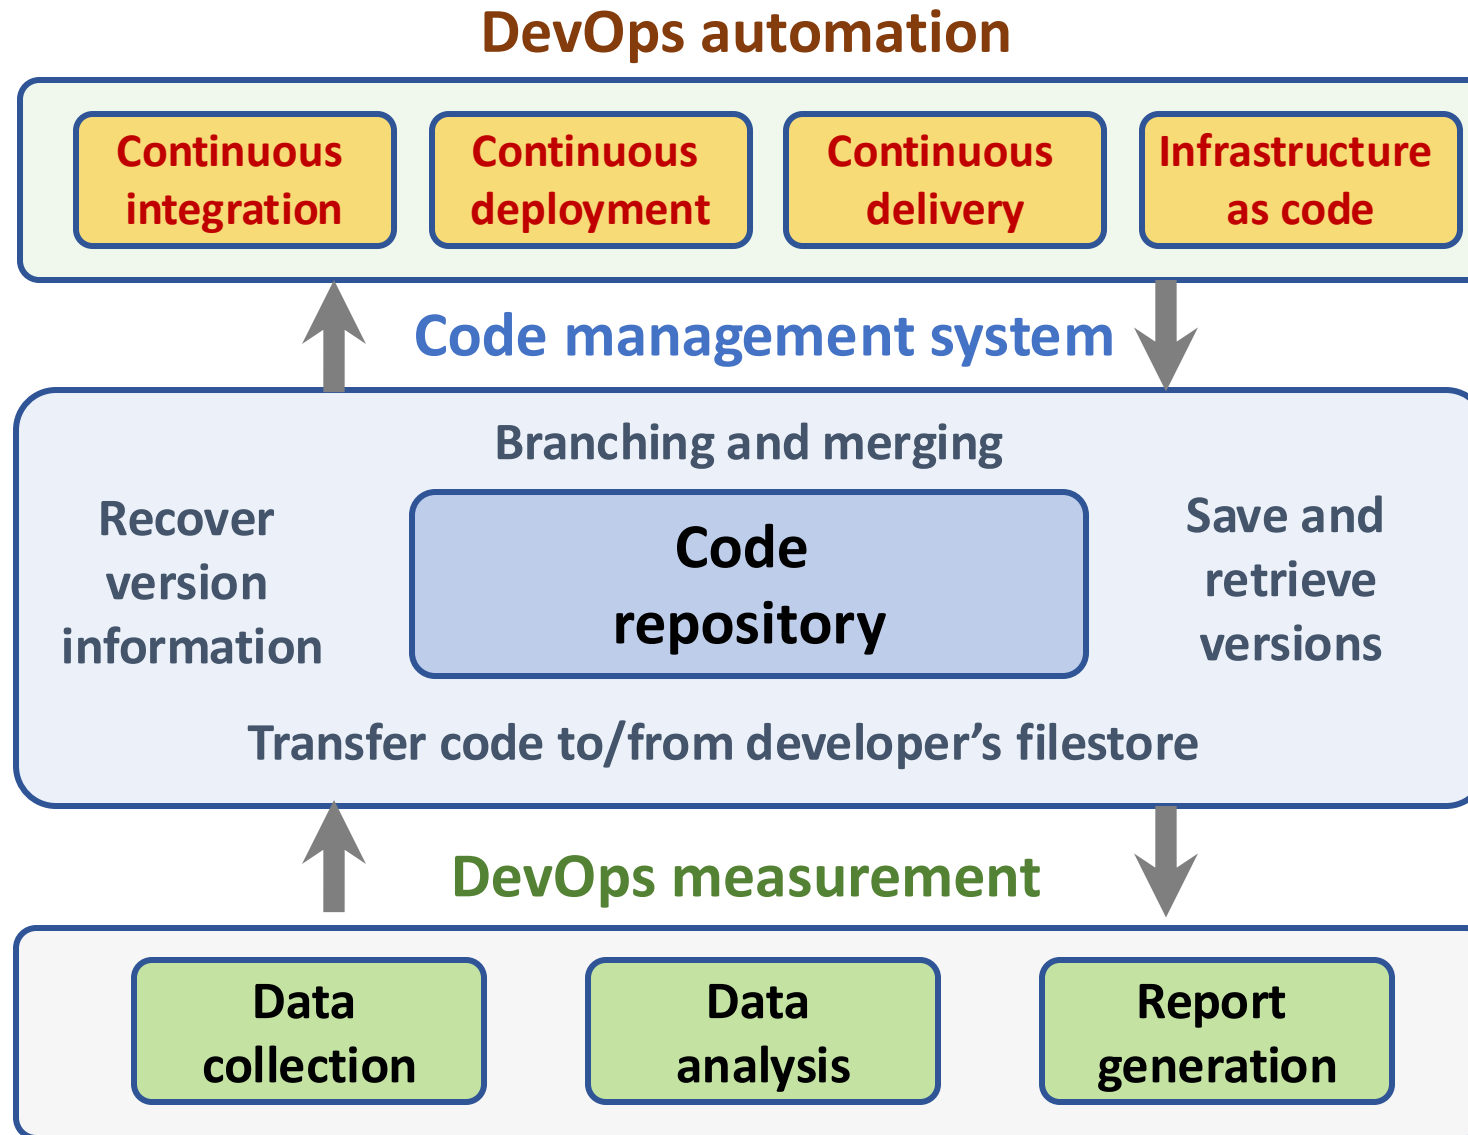 DevOps automation
Continuous
integration
Continuous
deployment
Continuous
delivery
Infrastructure
as code
Code management system
Branching and merging
Recover
version
information
Code
repository
Save and
retrieve
versions
Transfer code to/from developer’s filestore
DevOps measurement
Data
collection
Data
analysis
Report
generation